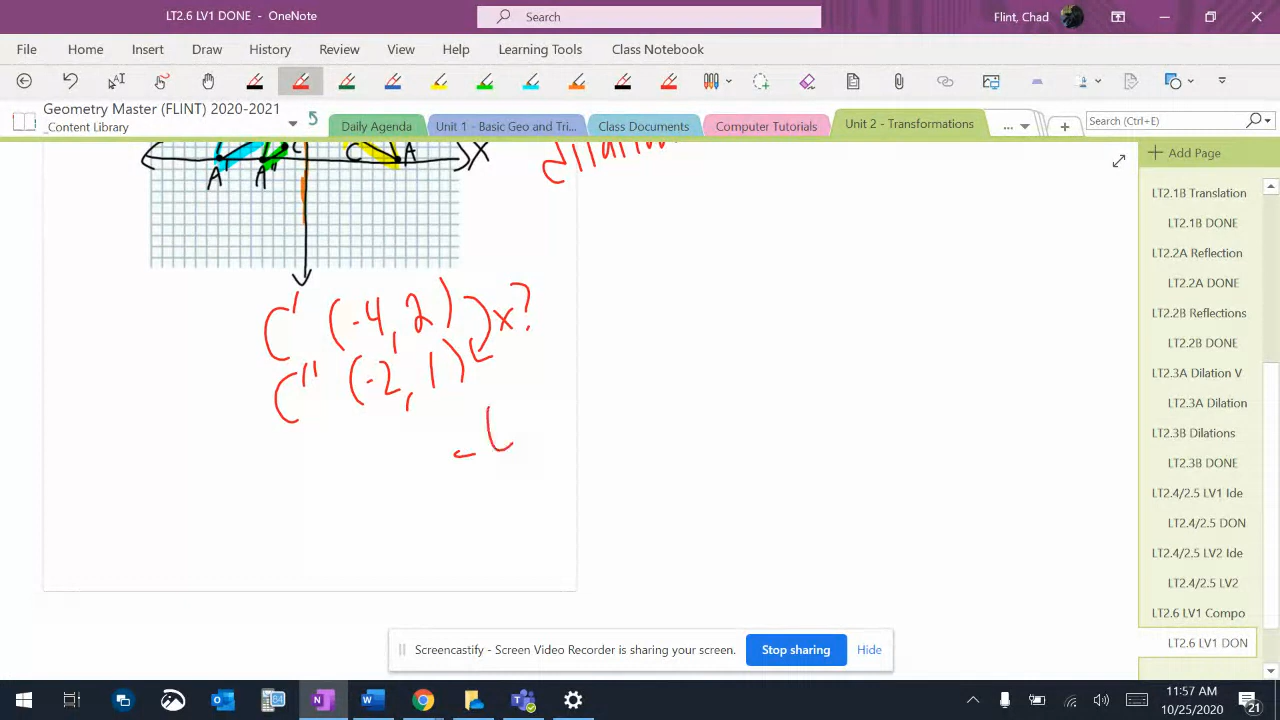 LT2.6 LV1 DONE - OneNote
Search
Flint, Chad
File Home Insert Draw History Review View Help Learning Tools Class Notebook
Geometry Master (FLINT) 2020-2021
_Content Library
Daily Agenda
Unit 1 - Basic Geo and Tri...
Class Documents
Computer Tutorials
Unit 2 - Transformations
...
Search (Ctrl+E)
Add Page
C C A X
A' A"
C' (-4, 2) x?
C" (-2, 1)
LT2.1B Translation
LT2.1B DONE
LT2.2A Reflection
LT2.2A DONE
LT2.2B Reflections
LT2.2B DONE
LT2.3A Dilation V
LT2.3A Dilation
LT2.3B Dilations
LT2.3B DONE
LT2.4/2.5 LV1 Ide
LT2.4/2.5 DON
LT2.4/2.5 LV2 Ide
LT2.4/2.5 LV2
LT2.6 LV1 Compo
LT2.6 LV1 DON
Screencastify - Screen Video Recorder is sharing your screen.
Stop sharing
Hide
11:57 AM
10/25/2020
21